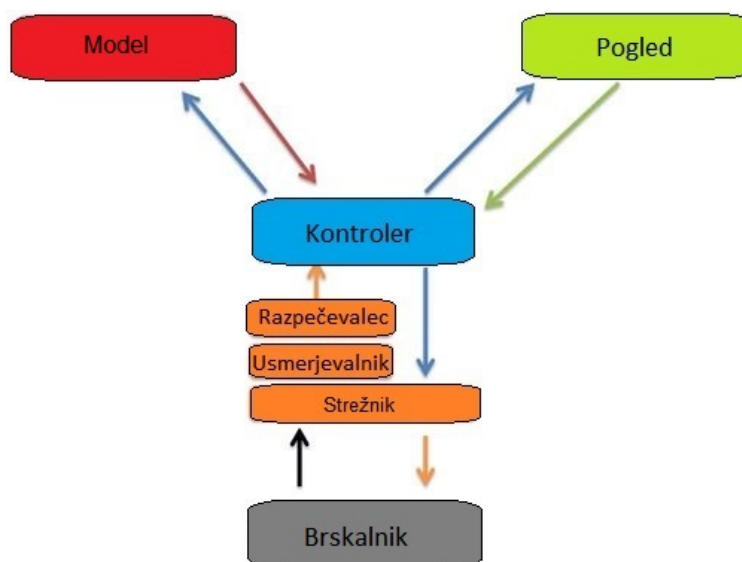 Model
Pogled
Kontroler
Razpečevalec
Usmerjevalnik
Strežnik
Brskalnik